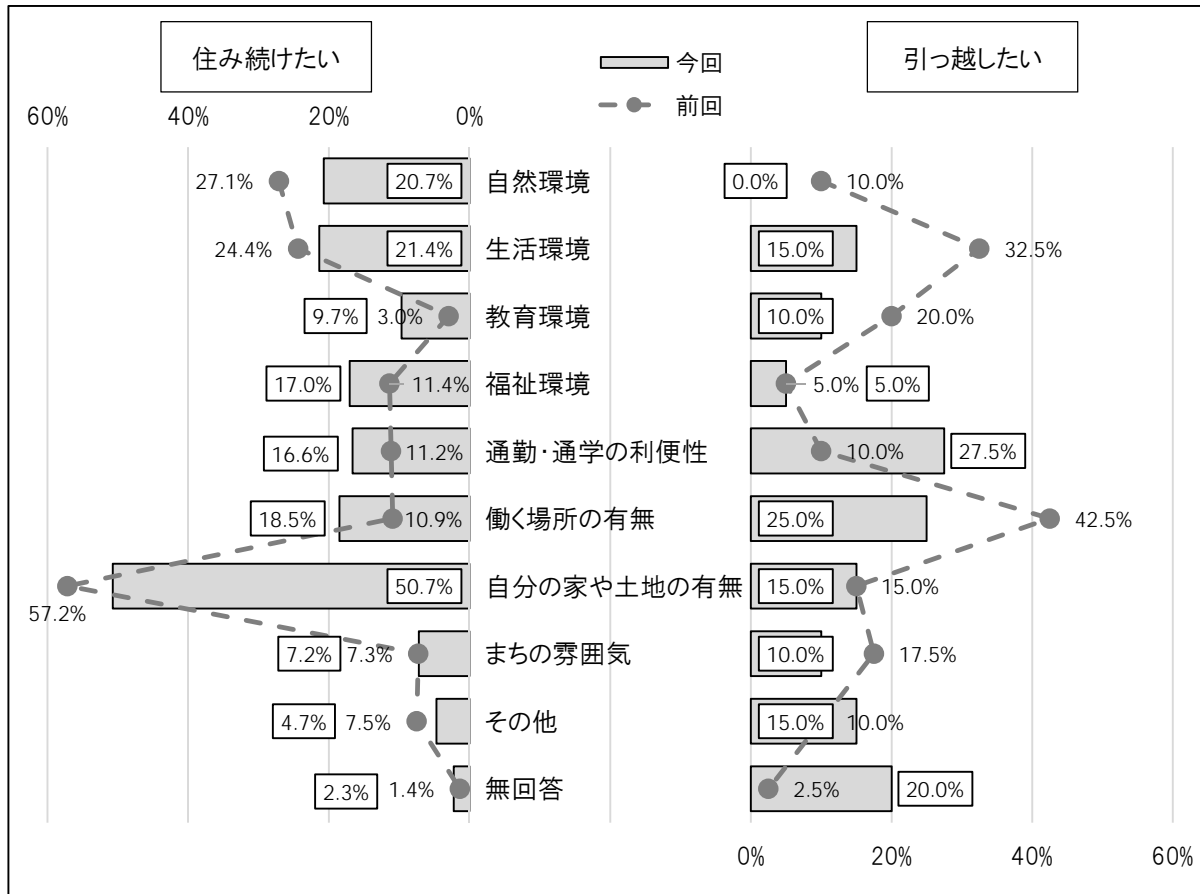 住み続けたい
今回
前回
引っ越したい
60% 40% 20% 0%
27.1% 20.7% 自然環境 0.0% 10.0%
24.4% 21.4% 生活環境 15.0% 32.5%
9.7% 3.0% 教育環境 10.0% 20.0%
17.0% 11.4% 福祉環境 5.0% 5.0%
16.6% 11.2% 通勤・通学の利便性 10.0% 27.5%
18.5% 10.9% 働く場所の有無 25.0% 42.5%
57.2% 50.7% 自分の家や土地の有無 15.0% 15.0%
7.2% 7.3% まちの雰囲気 10.0% 17.5%
4.7% 7.5% その他 15.0% 10.0%
2.3% 1.4% 無回答 2.5% 20.0%
0% 20% 40% 60%